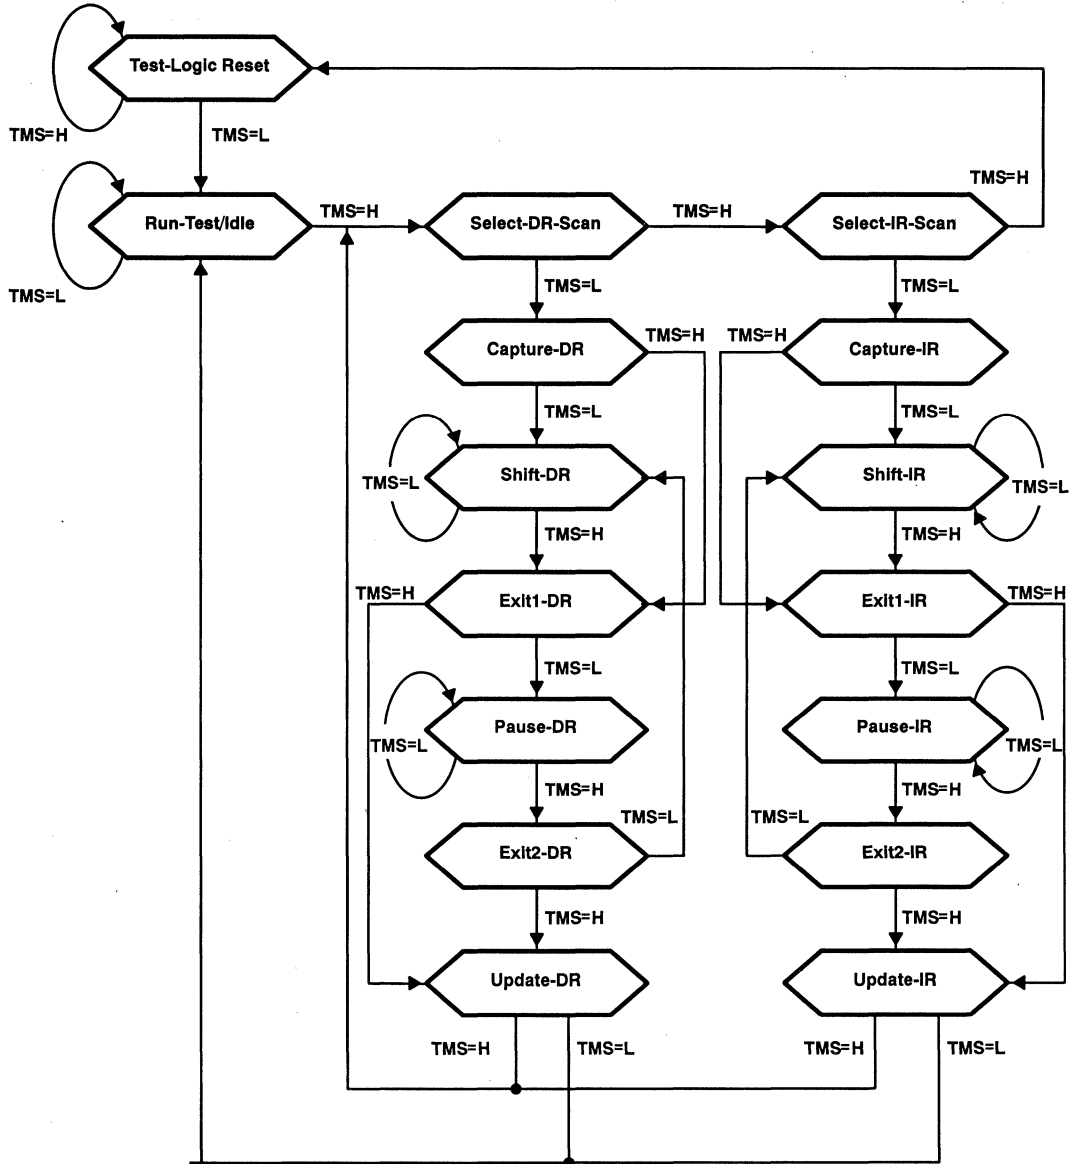 Test-Logic Reset
TMS=H
TMS=L
TMS=H
Run-Test/Idle
TMS=H
Select-DR-Scan
TMS=H
Select-IR-Scan
TMS=L
TMS=L
TMS=L
TMS=H
TMS=H
Capture-DR
Capture-IR
TMS=L
TMS=L
TMS=L
Shift-DR
Shift-IR
TMS=L
TMS=H
TMS=H
TMS=H
Exit1-DR
Exit1-IR
TMS=H
TMS=L
TMS=L
TMS=L
Pause-DR
Pause-IR
TMS=L
TMS=H
TMS=H
TMS=L
TMS=L
Exit2-DR
Exit2-IR
TMS=H
TMS=H
Update-DR
Update-IR
TMS=H
TMS=L
TMS=H
TMS=L